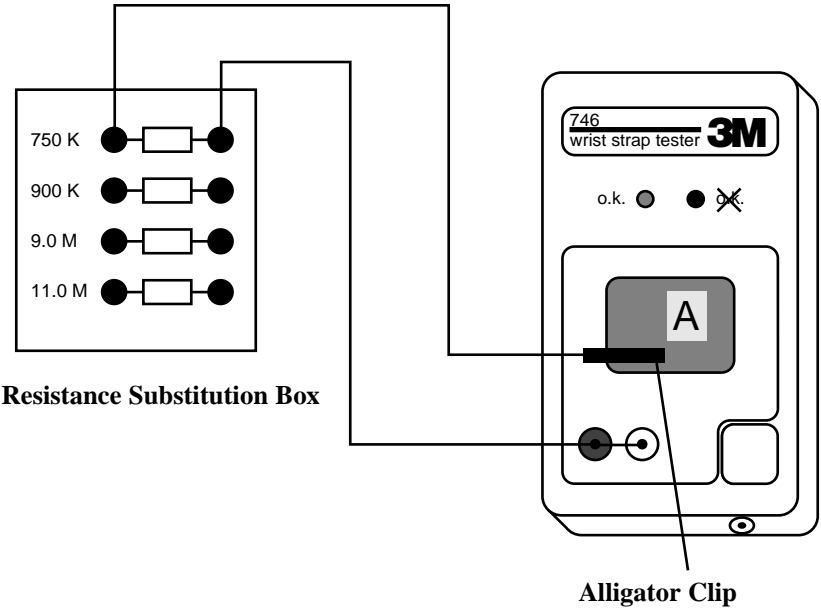 750 K
900 K
9.0 M
11.0 M
Resistance Substitution Box
746
wrist strap tester 3M
o.k. o.k.
A
Alligator Clip